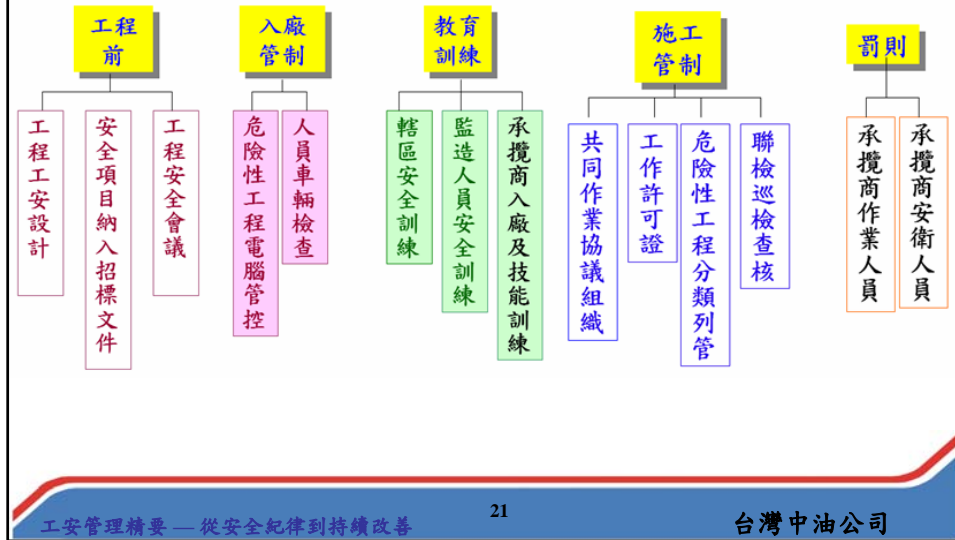 工程
前
工程工安設計
安全項目納入招標文件
工程安全會議
入廠
管制
危險性工程電腦管控
人員車輛檢查
教育
訓練
轄區安全訓練
監造人員安全訓練
承攬商入廠及技能訓練
施工
管制
共同作業協議組織
工作許可證
危險性工程分類列管
聯檢巡檢查核
罰則
承攬商作業人員
承攬商安衛人員
工安管理精要 — 從安全紀律到持續改善
21
台灣中油公司